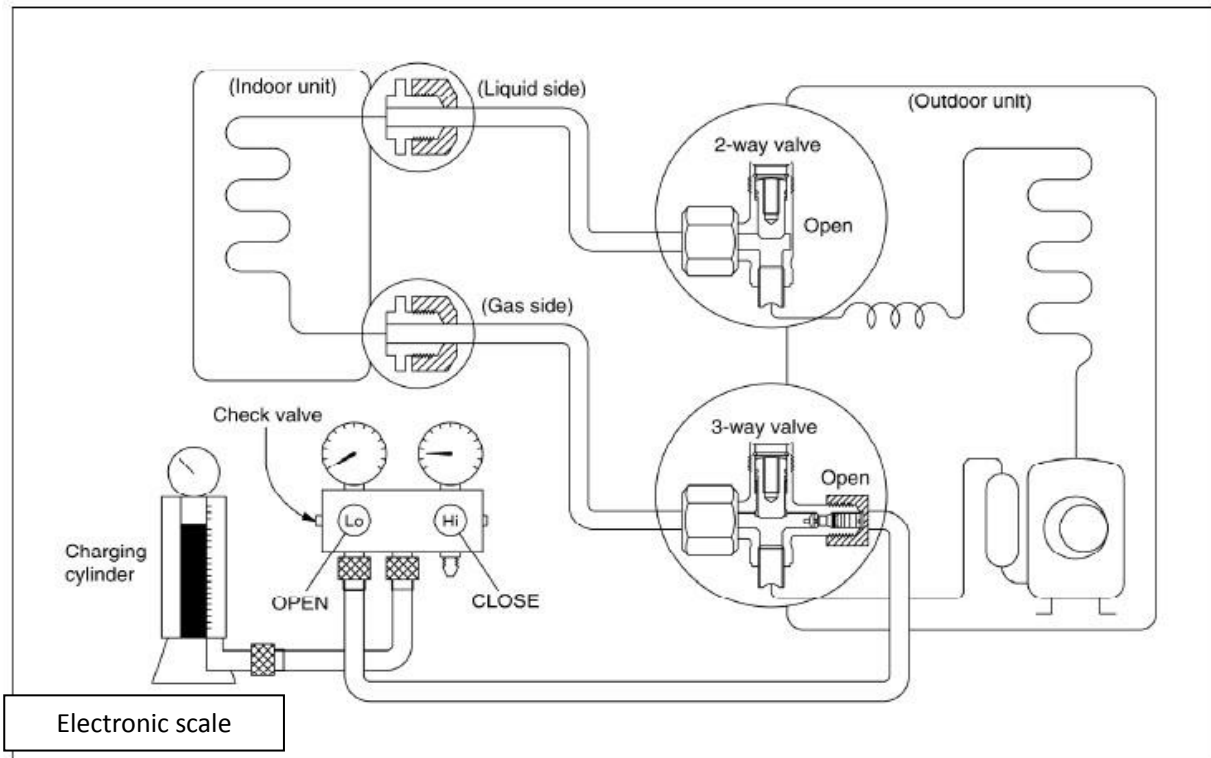 (Indoor unit)
(Liquid side)
(Outdoor unit)
2-way valve
Open
(Gas side)
Check valve
3-way valve
Open
Lo
Hi
Charging
cylinder
OPEN
CLOSE
Electronic scale